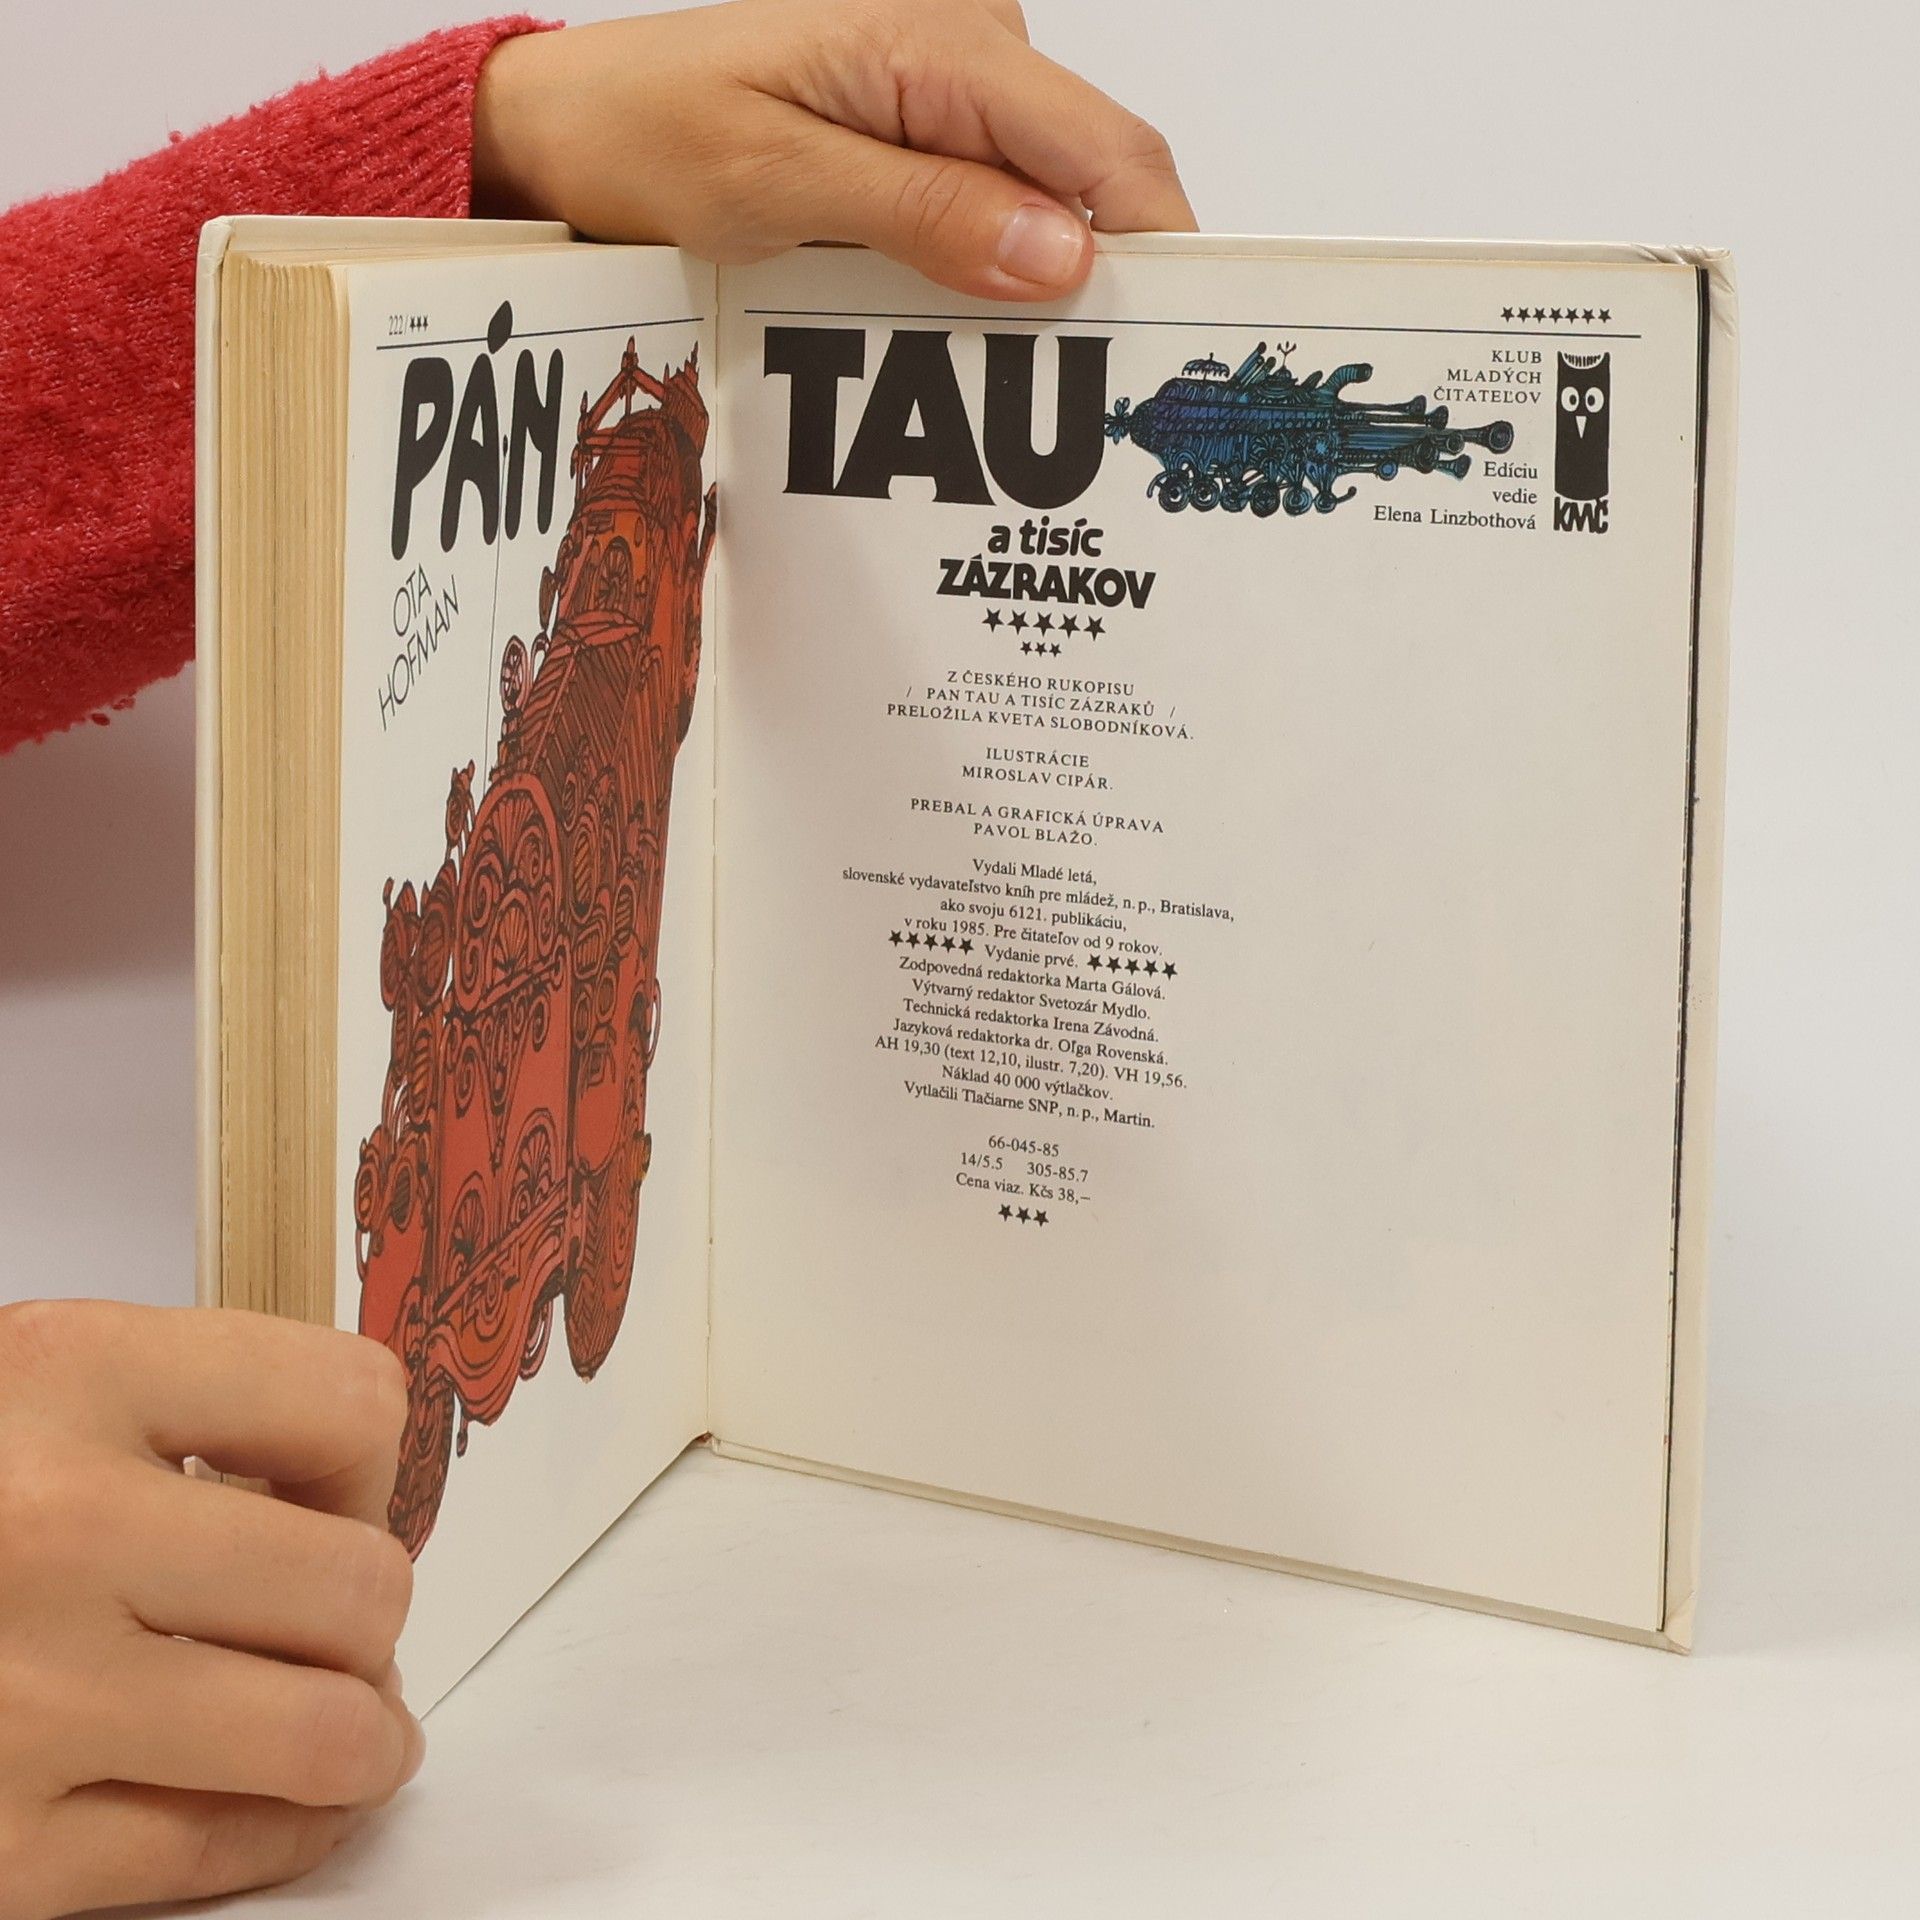 222/★★★
PÁN
OTA
HOFMAN
★★★★★★★
TAU
KLUB
MLADÝCH
ČITATEĽOV
Edíciu
vedie
Elena Linzbothová
KMČ
a tisíc
ZÁZRAKOV
★★★★★
★★★
Z ČESKÉHO RUKOPISU
/ PAN TAU A TISÍC ZÁZRAKŮ /
PRELOŽILA KVETA SLOBODNÍKOVÁ.
ILUSTRÁCIE
MIROSLAV CIPÁR.
PREBAL A GRAFICKÁ ÚPRAVA
PAVOL BLAŽO.
Vydali Mladé letá,
slovenské vydavateľstvo kníh pre mládež, n. p., Bratislava,
ako svoju 6121. publikáciu,
v roku 1985. Pre čitateľov od 9 rokov.
★★★★★ Vydanie prvé. ★★★★★
Zodpovedná redaktorka Marta Gálová.
Výtvarný redaktor Svetozár Mydlo.
Technická redaktorka Irena Závodná.
Jazyková redaktorka dr. Oľga Rovenská.
AH 19,30 (text 12,10, ilustr. 7,20). VH 19,56.
Náklad 40 000 výtlačkov.
Vytlačili Tlačiarne SNP, n. p., Martin.
66-045-85
14/5.5 305-85.7
Cena viaz. Kčs 38,–
★★★